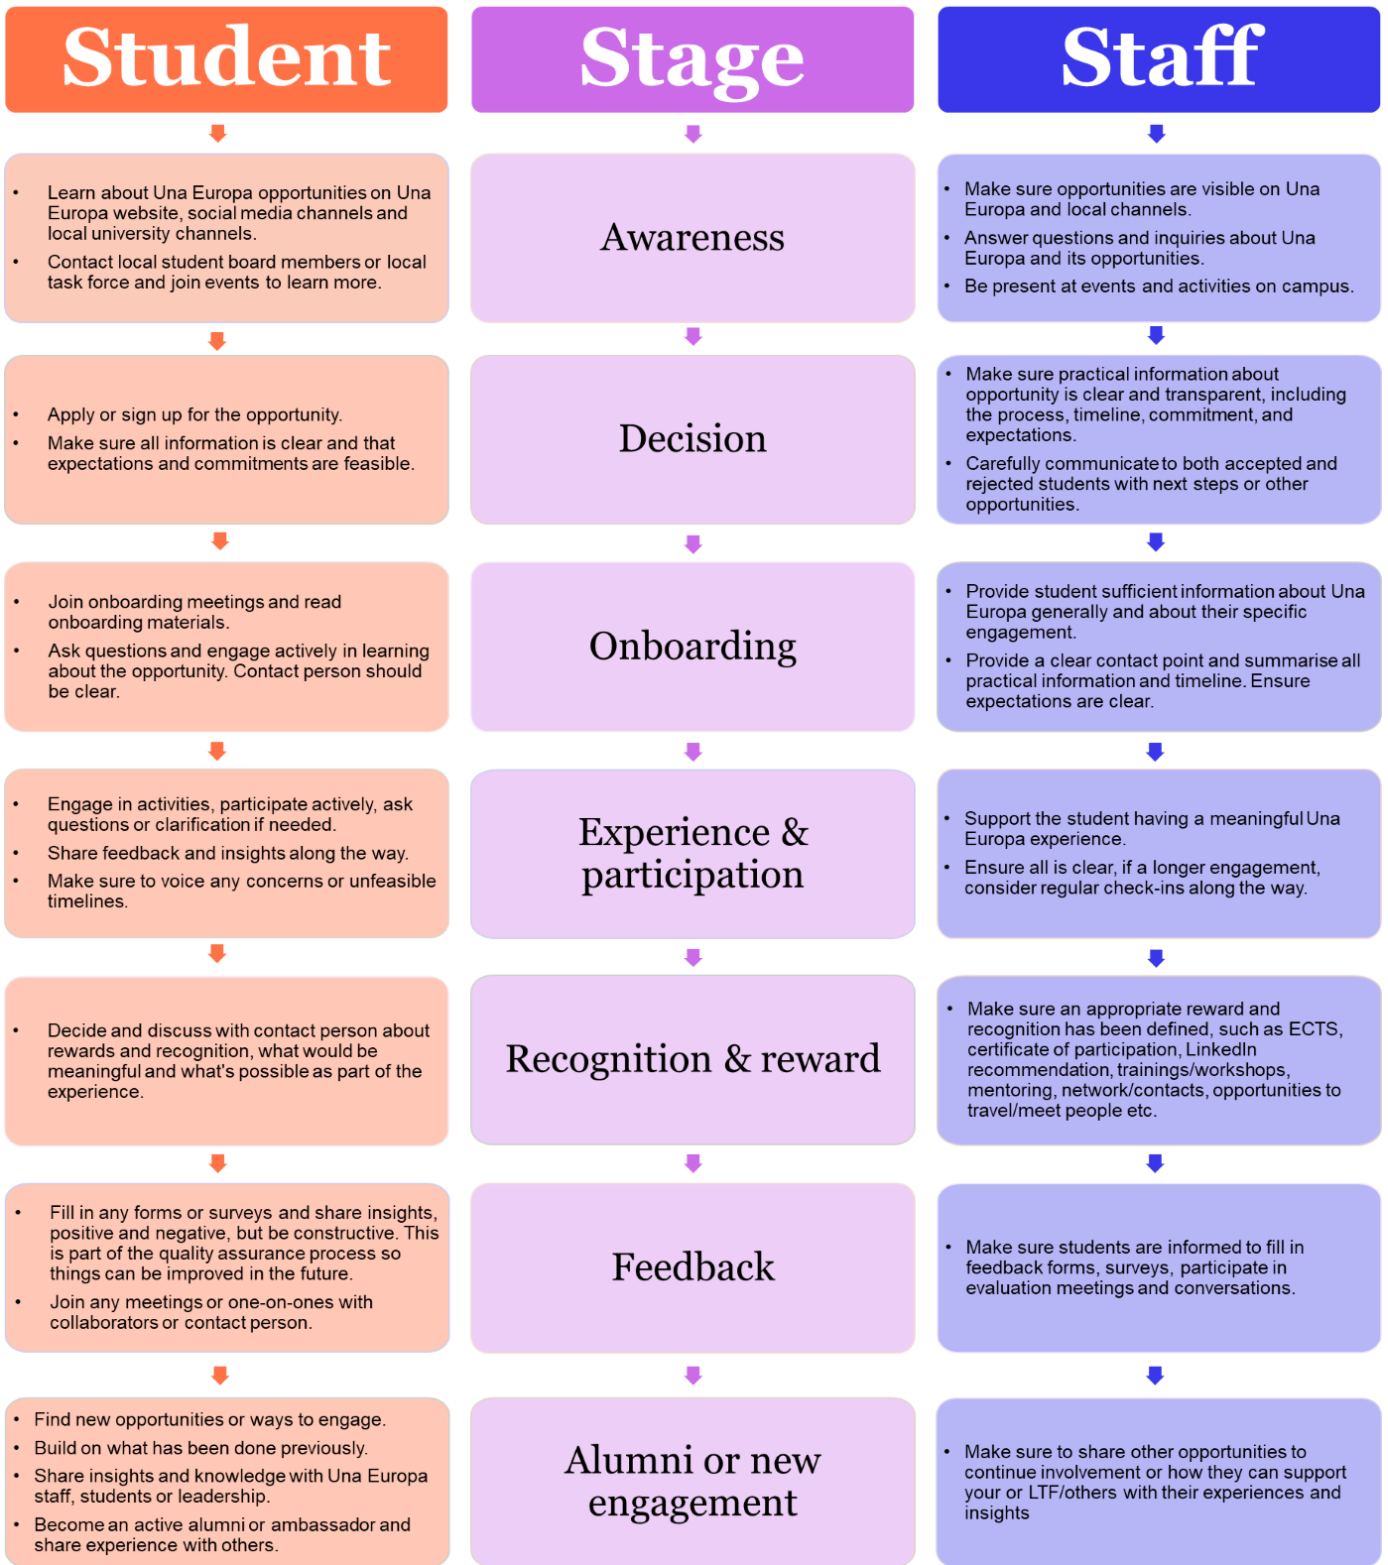 Student
Stage
Staff
• Learn about Una Europa opportunities on Una
Europa website, social media channels and
local university channels.
• Contact local student board members or local
task force and join events to learn more.
Awareness
• Make sure opportunities are visible on Una
Europa and local channels.
• Answer questions and inquiries about Una
Europa and its opportunities.
• Be present at events and activities on campus.
• Apply or sign up for the opportunity.
• Make sure all information is clear and that
expectations and commitments are feasible.
Decision
• Make sure practical information about
opportunity is clear and transparent, including
the process, timeline, commitment, and
expectations.
• Carefully communicate to both accepted and
rejected students with next steps or other
opportunities.
• Join onboarding meetings and read
onboarding materials.
• Ask questions and engage actively in learning
about the opportunity. Contact person should
be clear.
Onboarding
• Provide student sufficient information about Una
Europa generally and about their specific
engagement.
• Provide a clear contact point and summarise all
practical information and timeline. Ensure
expectations are clear.
• Engage in activities, participate actively, ask
questions or clarification if needed.
• Share feedback and insights along the way.
• Make sure to voice any concerns or unfeasible
timelines.
Experience &
participation
• Support the student having a meaningful Una
Europa experience.
• Ensure all is clear, if a longer engagement,
consider regular check-ins along the way.
• Decide and discuss with contact person about
rewards and recognition, what would be
meaningful and what's possible as part of the
experience.
Recognition & reward
• Make sure an appropriate reward and
recognition has been defined, such as ECTS,
certificate of participation, LinkedIn
recommendation, trainings/workshops,
mentoring, network/contacts, opportunities to
travel/meet people etc.
• Fill in any forms or surveys and share insights,
positive and negative, but be constructive. This
is part of the quality assurance process so
things can be improved in the future.
• Join any meetings or one-on-ones with
collaborators or contact person.
Feedback
• Make sure students are informed to fill in
feedback forms, surveys, participate in
evaluation meetings and conversations.
• Find new opportunities or ways to engage.
• Build on what has been done previously.
• Share insights and knowledge with Una Europa
staff, students or leadership.
• Become an active alumni or ambassador and
share experience with others.
Alumni or new
engagement
• Make sure to share other opportunities to
continue involvement or how they can support
your or LTF/others with their experiences and
insights